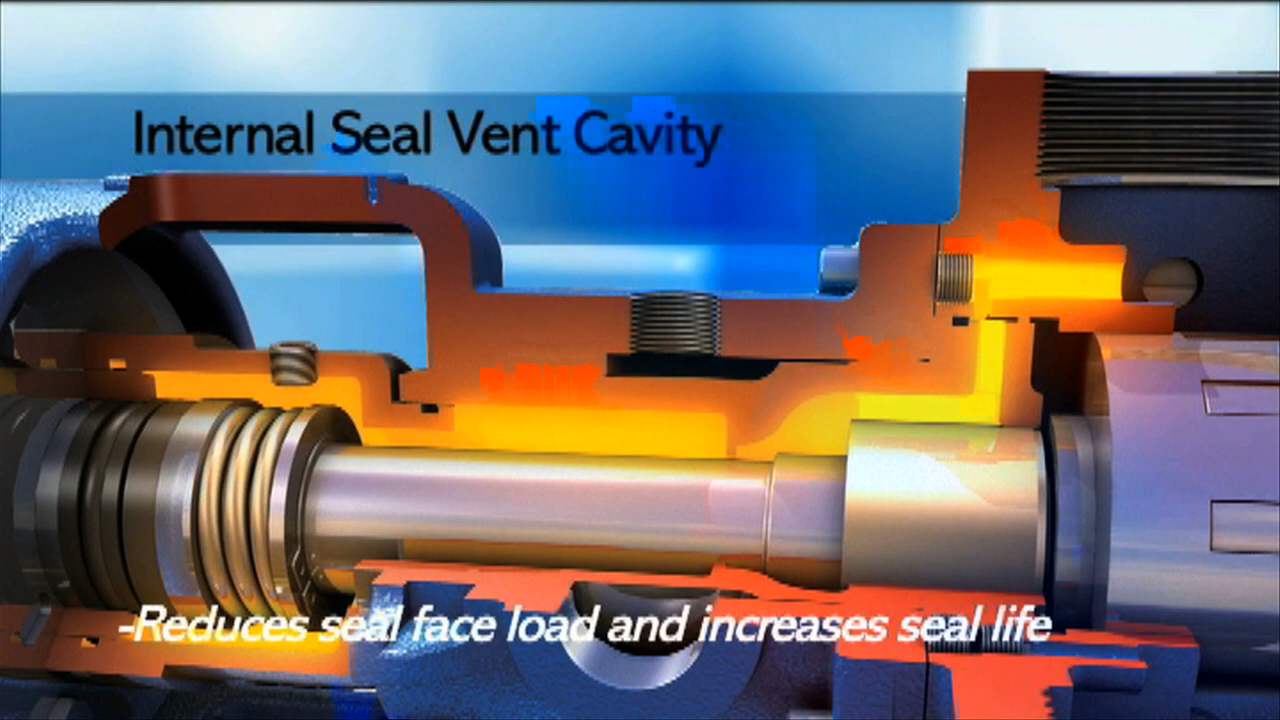 Internal Seal Vent Cavity
-Reduces seal face load and increases seal life